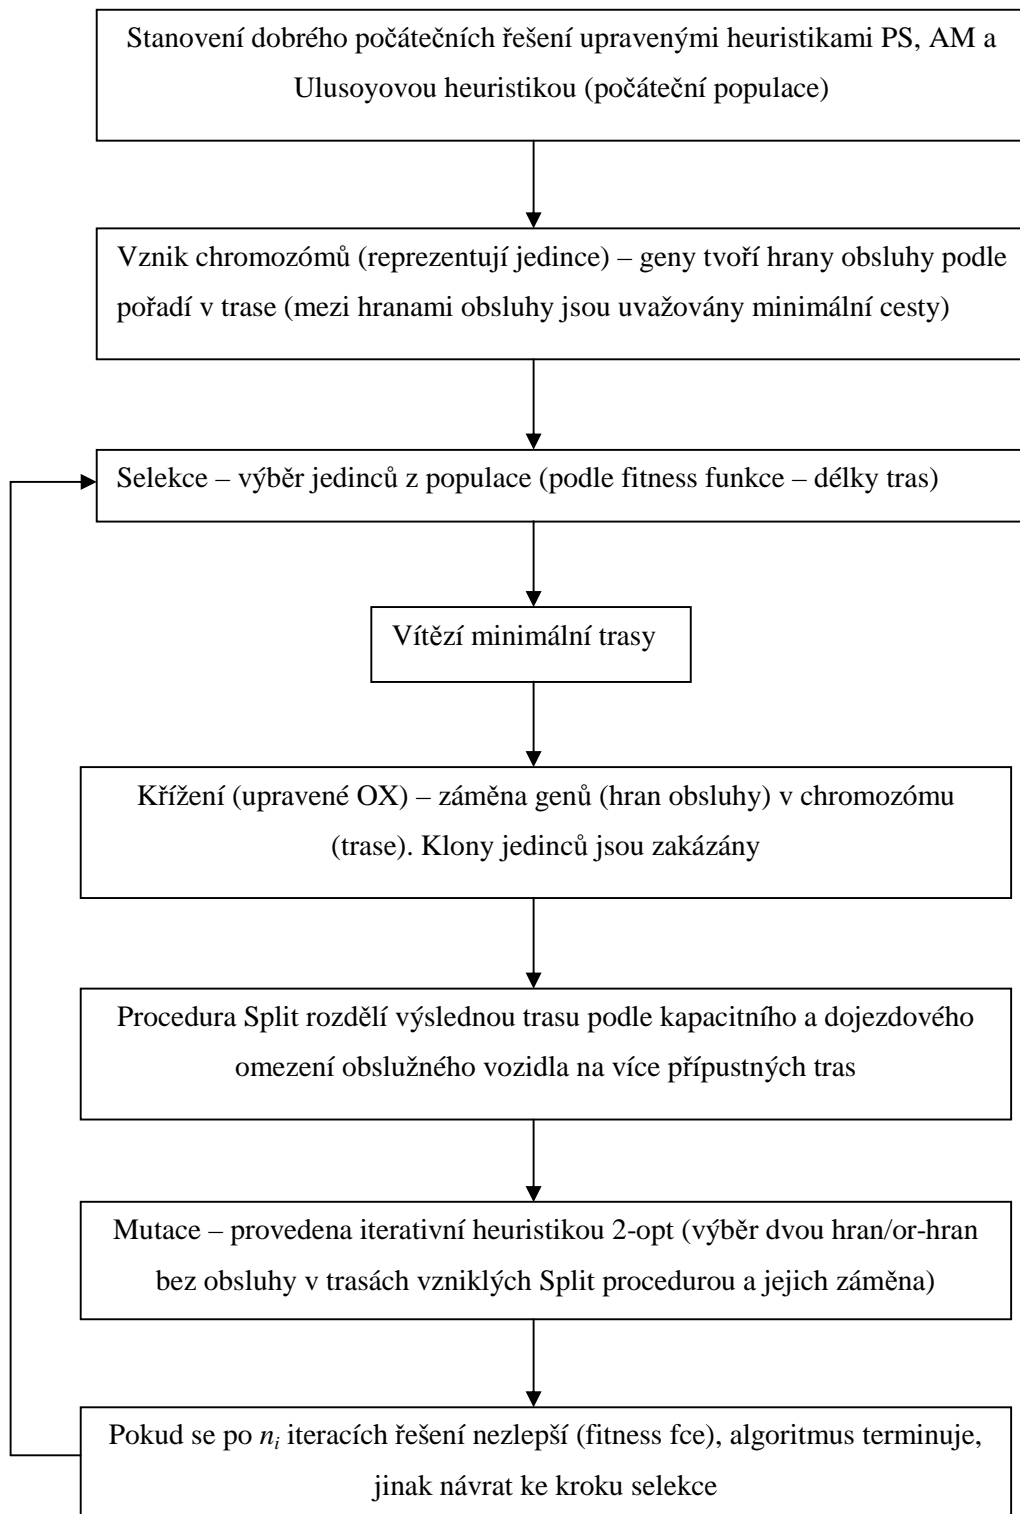 Stanovení dobrého počátečních řešení upravenými heuristikami PS, AM a
Ulusoyovou heuristikou (počáteční populace)
Vznik chromozómů (reprezentují jedince) – geny tvoří hrany obsluhy podle
pořadí v trase (mezi hranami obsluhy jsou uvažovány minimální cesty)
Selekce – výběr jedinců z populace (podle fitness funkce – délky tras)
Vítězí minimální trasy
Křížení (upravené OX) – záměna genů (hran obsluhy) v chromozómu
(trase). Klony jedinců jsou zakázány
Procedura Split rozdělí výslednou trasu podle kapacitního a dojezdového
omezení obslužného vozidla na více přípustných tras
Mutace – provedena iterativní heuristikou 2-opt (výběr dvou hran/or-hran
bez obsluhy v trasách vzniklých Split procedurou a jejich záměna)
Pokud se po n_i iteracích řešení nezlepší (fitness fce), algoritmus terminuje,
jinak návrat ke kroku selekce